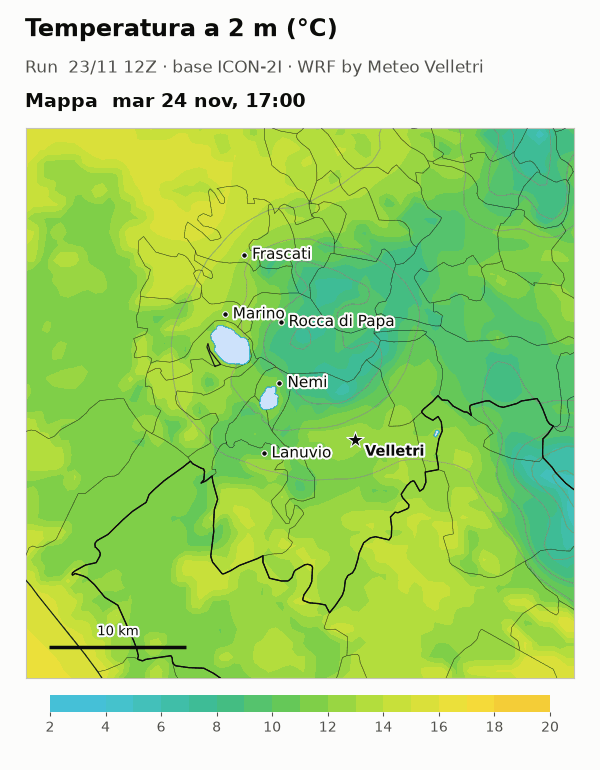 Temperatura a 2 m (°C)
Run  23/11 12Z · base ICON-2I · WRF by Meteo Velletri
Mappa  mar 24 nov, 17:00
Frascati
Marino
Rocca di Papa
Nemi
Velletri
Lanuvio
10 km
2 4 6 8 10 12 14 16 18 20